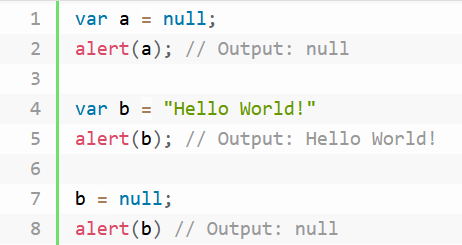 1 var a = null;
2 alert(a); // Output: null
3
4 var b = "Hello World!"
5 alert(b); // Output: Hello World!
6
7 b = null;
8 alert(b) // Output: null